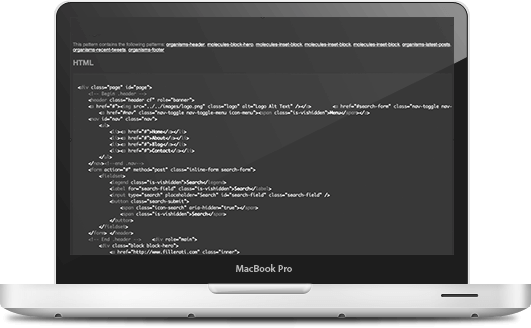 This pattern contains the following patterns: organisms-header, molecules-block-hero, molecules-inset-block, molecules-inset-block, molecules-inset-block, organisms-latest-posts,
organisms-recent-tweets, organisms-footer
HTML
<div class="page" id="page">
<!-- Begin .header -->
<header class="header cf" role="banner">
<a href="#"><img src="../../images/logo.png" class="logo" alt="Logo Alt Text" /></a> <a href="#search-form" class="nav-toggle nav-
<a href="#nav" class="nav-toggle nav-toggle-menu icon-menu"><span class="is-vishidden">Menu</span></a>
<nav id="nav" class="nav">
<ul>
<li><a href="#">Home</a></li>
<li><a href="#">About</a></li>
<li><a href="#">Blog</a></li>
<li><a href="#">Contact</a></li>
</ul>
</nav><!--end .nav-->
<form action="#" method="post" class="inline-form search-form">
<fieldset>
<legend class="is-vishidden">Search</legend>
<label for="search-field" class="is-vishidden">Search</label>
<input type="search" placeholder="Search" id="search-field" class="search-field" />
<button class="search-submit">
<span class="icon-search" aria-hidden="true"></span>
<span class="is-vishidden">Search</span>
</button>
</fieldset>
</form> </header>
<!-- End .header --> <div role="main">
<div class="block block-hero">
<a href="http://www.fillerati.com" class="inner">
MacBook Pro